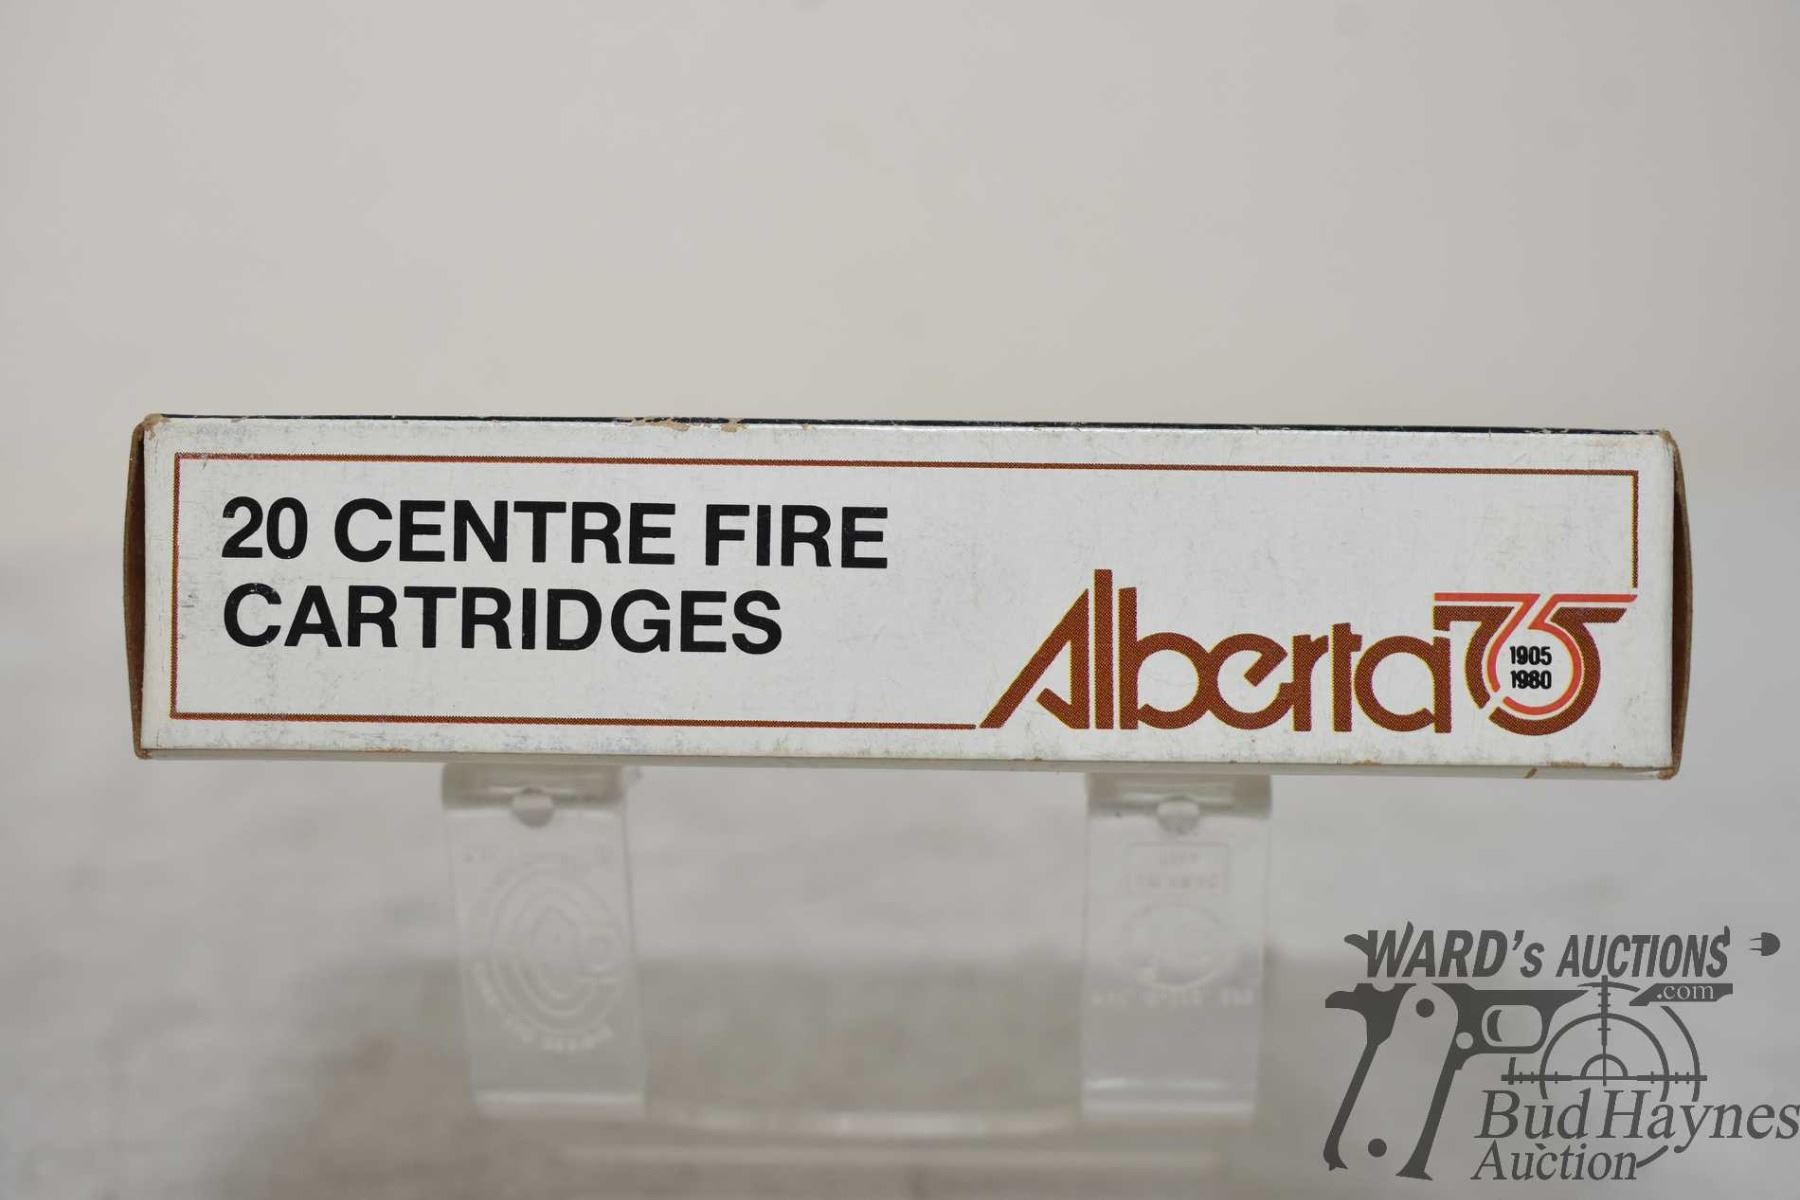 20 CENTRE FIRE
CARTRIDGES
Alberta75
1905
1980
WARD's AUCTIONS
.com
Bud Haynes
Auction